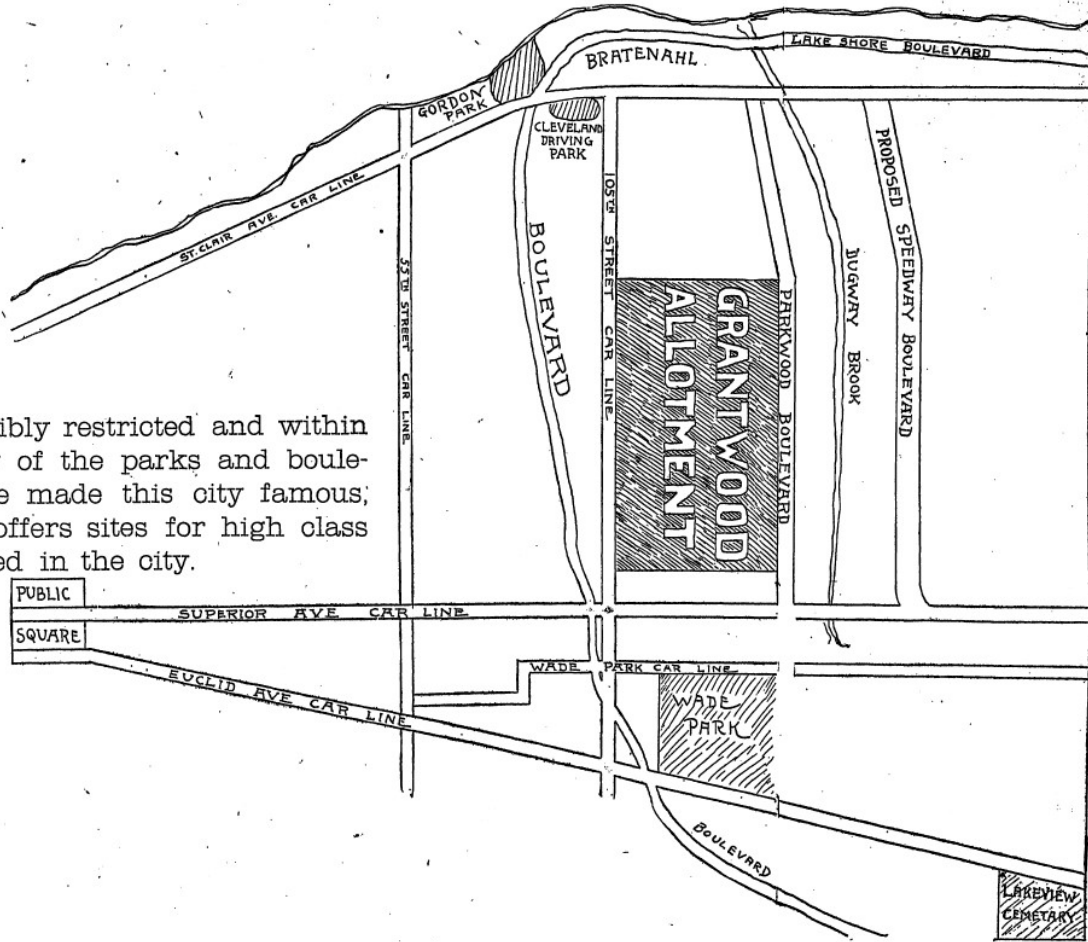 LAKE SHORE BOULEVARD
BRATENAHL
GORDON
PARK
CLEVELAND
DRIVING
PARK
ST. CLAIR AVE. CAR LINE
55TH STREET CAR LINE
BOULEVARD
105TH STREET CAR LINE
GRANTWOOD
ALLOTMENT
PARKWOOD BOULEVARD
DUGWAY BROOK
PROPOSED SPEEDWAY BOULEVARD
ibly restricted and within
of the parks and boule-
e made this city famous,
offers sites for high class
ed in the city.
PUBLIC
SQUARE
SUPERIOR AVE CAR LINE
WADE PARK CAR LINE
EUCLID AVE CAR LINE
WADE
PARK
BOULEVARD
LAKEVIEW
CEMETARY